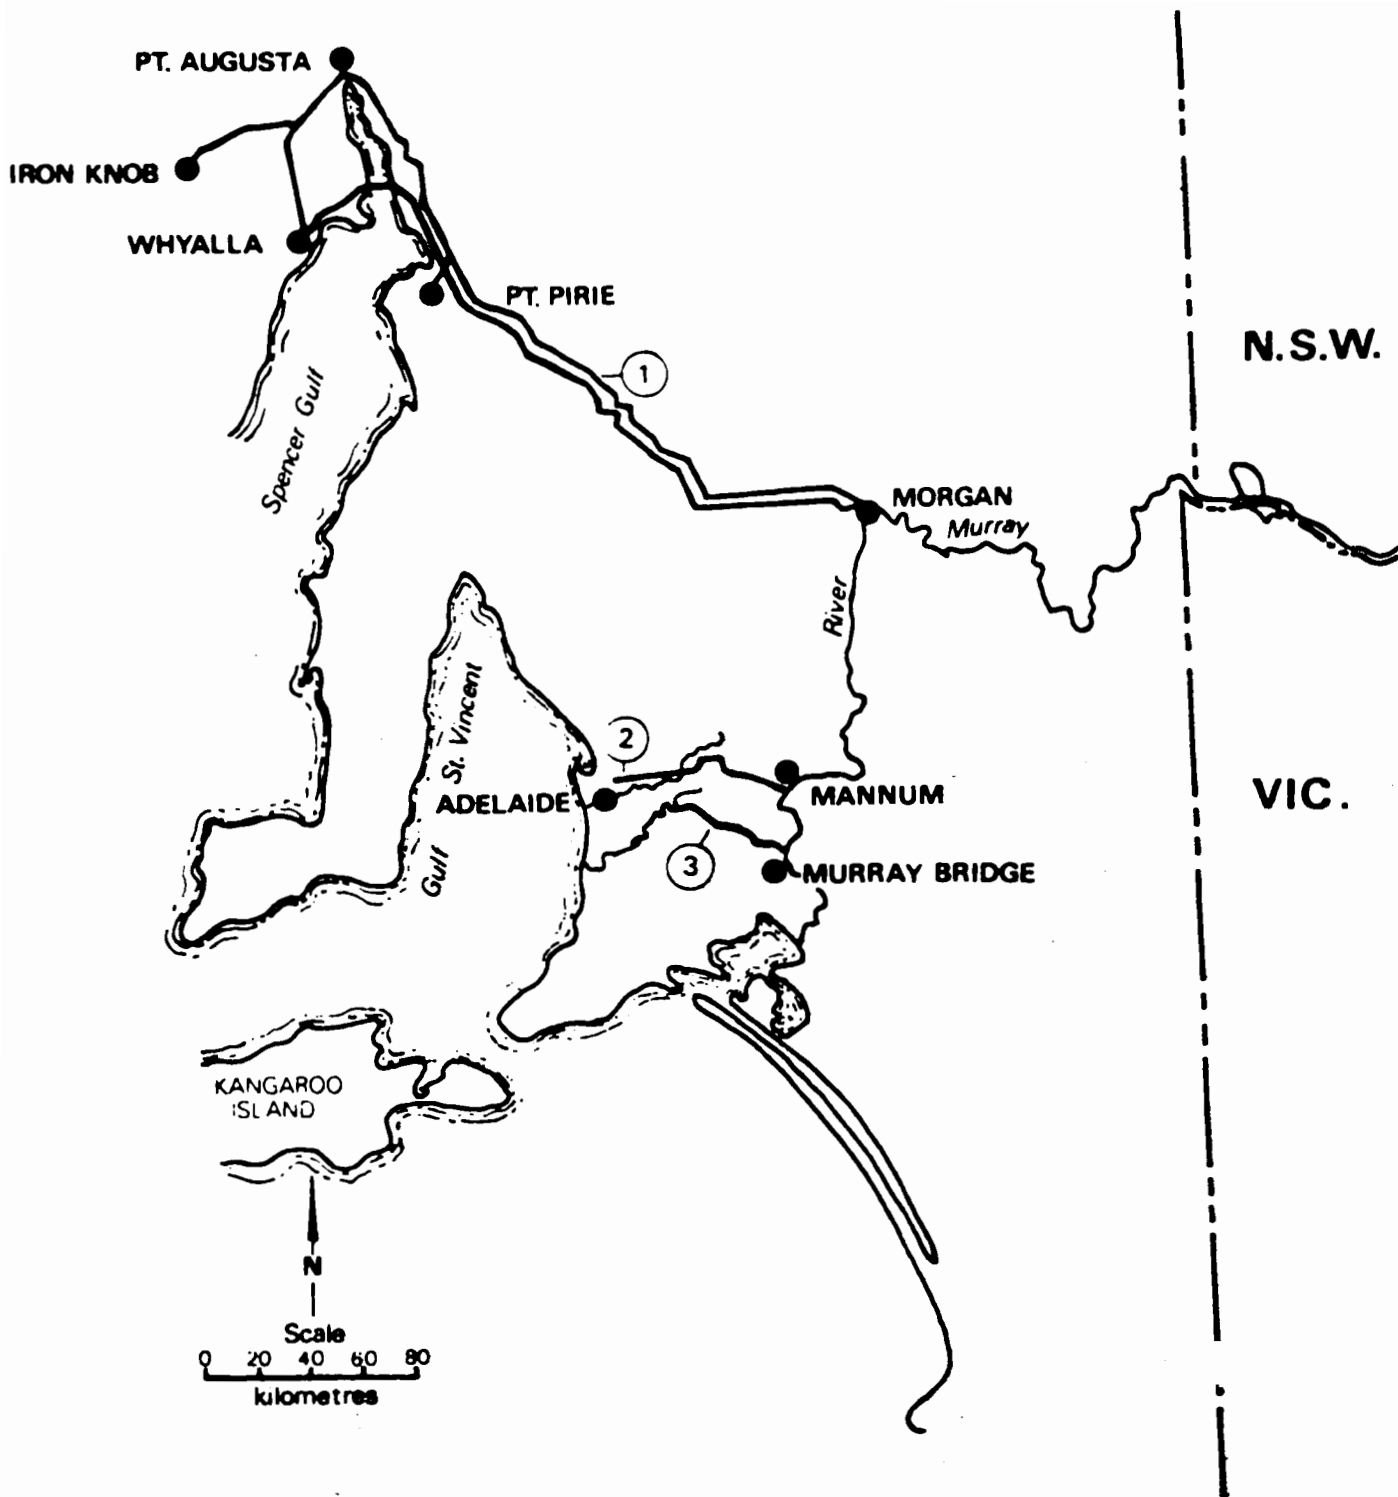 PT. AUGUSTA
IRON KNOB
WHYALLA
PT. PIRIE
N.S.W.
1
Spencer Gulf
MORGAN
Murray
River
St. Vincent
Gulf
2
ADELAIDE
MANNUM
VIC.
3
MURRAY BRIDGE
KANGAROO
ISLAND
N
Scale
0 20 40 60 80
kilometres